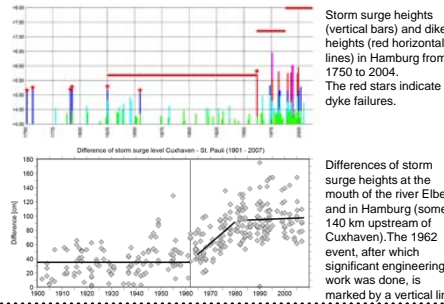 Storm surge heights
(vertical bars) and dike
heights (red horizontal
lines) in Hamburg from
1750 to 2004.
The red stars indicate
dyke failures.
Difference of storm surge level Cuxhaven - St. Pauli (1901 - 2007)
Difference [cm]
180
160
140
120
100
80
60
40
20
0
1900 1910 1920 1930 1940 1950 1960 1970 1980 1990 2000
Differences of storm
surge heights at the
mouth of the river Elbe
and in Hamburg (some
140 km upstream of
Cuxhaven).The 1962
event, after which
significant engineering
work was done, is
marked by a vertical lin